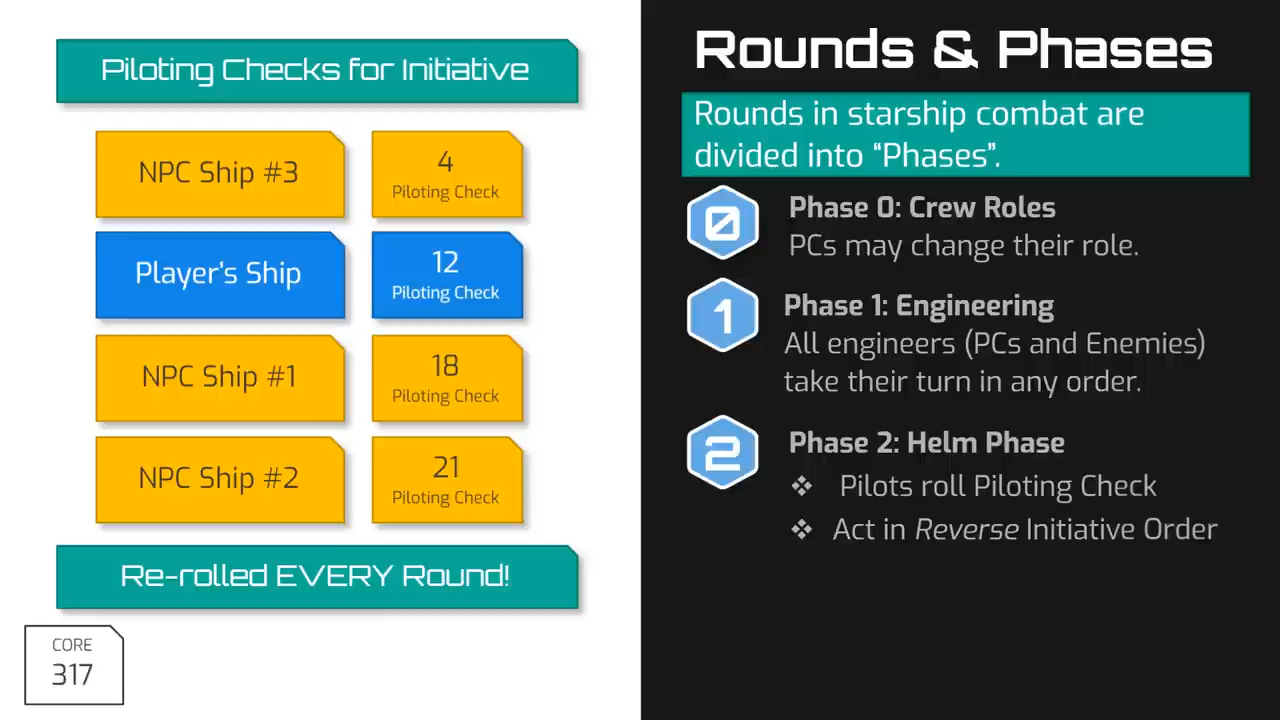 Piloting Checks for Initiative
NPC Ship #3
4
Piloting Check
Player's Ship
12
Piloting Check
NPC Ship #1
18
Piloting Check
NPC Ship #2
21
Piloting Check
Re-rolled EVERY Round!
CORE
317
Rounds & Phases
Rounds in starship combat are
divided into “Phases”.
0
Phase 0: Crew Roles
PCs may change their role.
1
Phase 1: Engineering
All engineers (PCs and Enemies)
take their turn in any order.
2
Phase 2: Helm Phase
❖ Pilots roll Piloting Check
❖ Act in Reverse Initiative Order